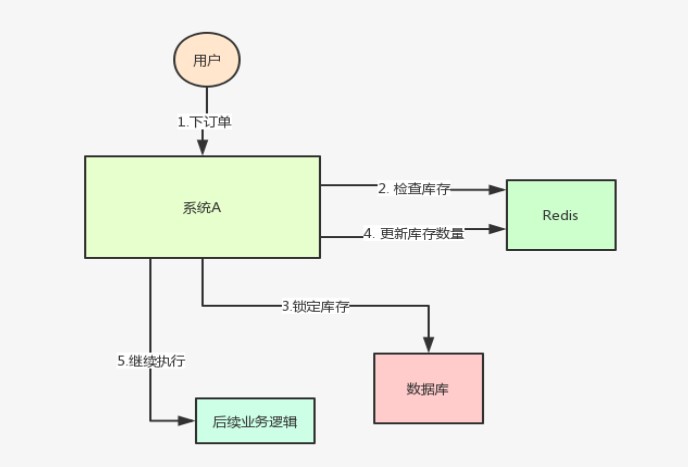 用户
1.下订单
系统A
2. 检查库存
Redis
4. 更新库存数量
3.锁定库存
5.继续执行
数据库
后续业务逻辑